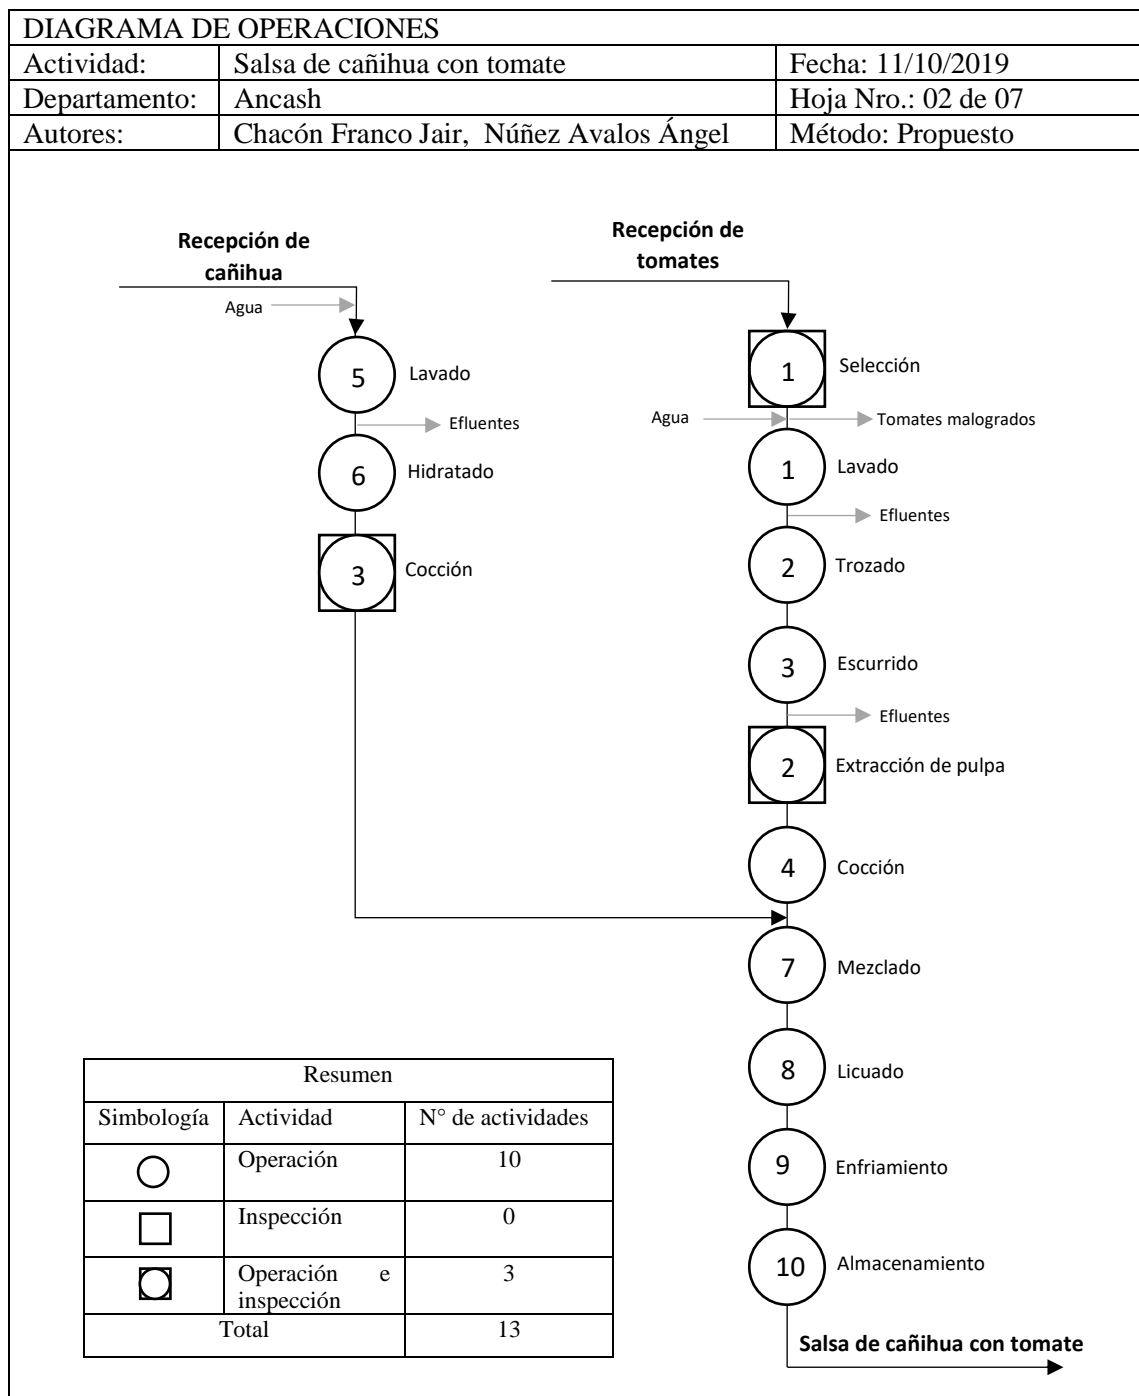 DIAGRAMA DE OPERACIONES
Actividad: Salsa de cañihua con tomate Fecha: 11/10/2019
Departamento: Ancash Hoja Nro.: 02 de 07
Autores: Chacón Franco Jair, Núñez Avalos Ángel Método: Propuesto
Recepción de
cañihua
Agua
5 Lavado
Efluentes
6 Hidratado
3 Cocción
Recepción de
tomates
1 Selección
Agua Tomates malogrados
1 Lavado
Efluentes
2 Trozado
3 Escurrido
Efluentes
2 Extracción de pulpa
4 Cocción
7 Mezclado
8 Licuado
9 Enfriamiento
10 Almacenamiento
Salsa de cañihua con tomate
Resumen
Simbología Actividad N° de actividades
Operación 10
Inspección 0
Operación e
inspección 3
Total 13